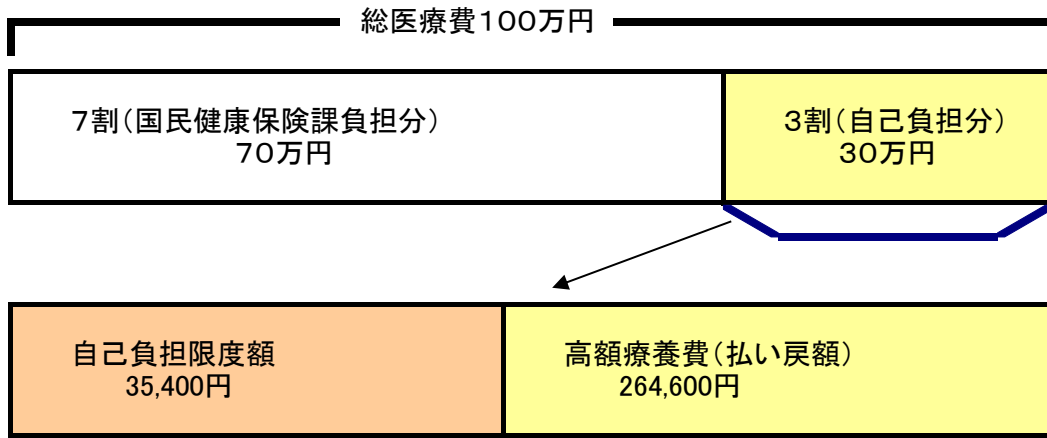 総医療費100万円
7割（国民健康保険課負担分）
70万円
3割（自己負担分）
30万円
自己負担限度額
35,400円
高額療養費（払い戻額）
264,600円